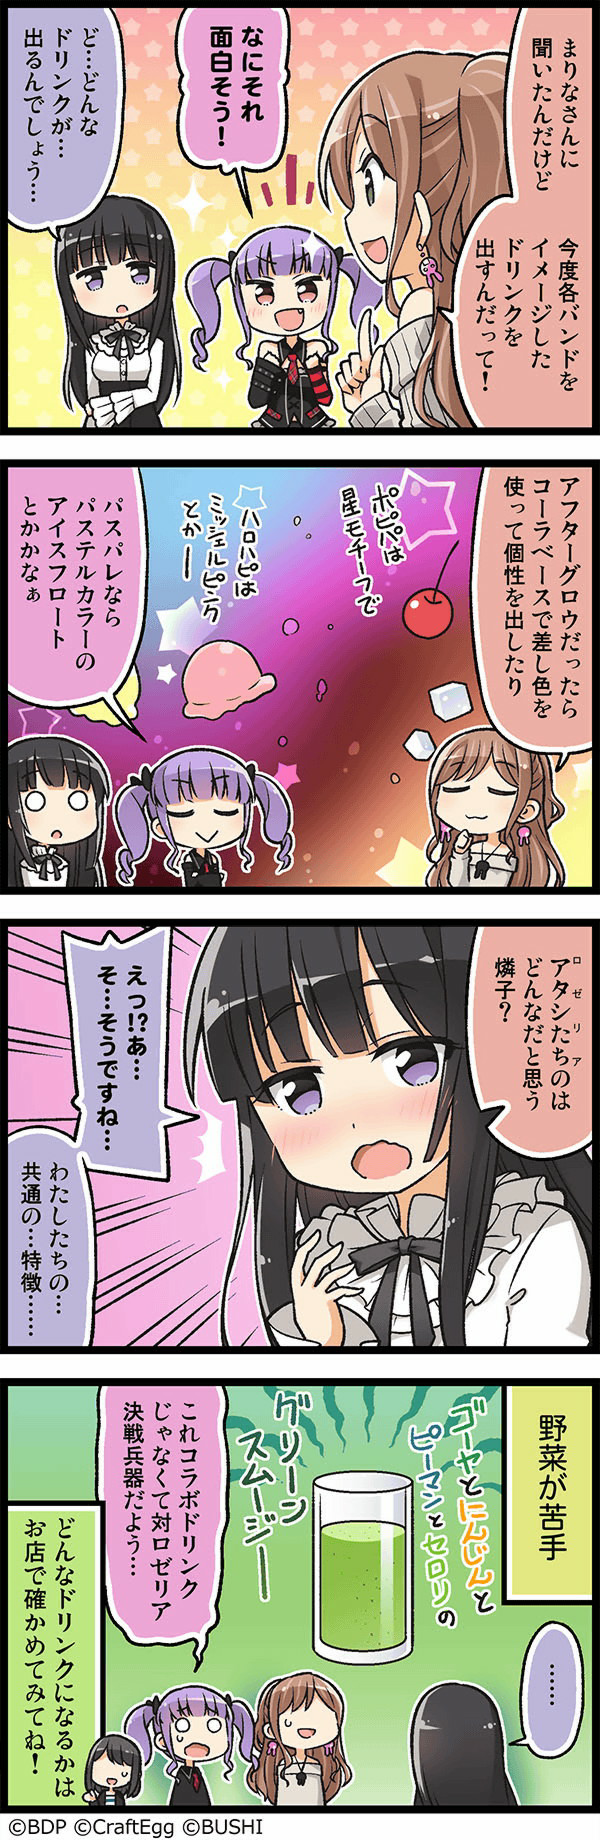 まりなさんに
聞いたんだけど
今度各バンドを
イメージした
ドリンクを
出すんだって！
なにそれ
面白そう！
ど…どんな
ドリンクが…
出るんでしょう…
アフターグロウだったら
コーラベースで差し色を
使って個性を出したり
ポピパは
星モチーフで
ハロハピは
ミッシェルピンク
とかー
パスパレなら
パステルカラーの
アイスフロート
とかかなぁ
アタシたちのは
ロゼリア
どんなだと思う
燐子？
えっ!?あ…
そ…そうですね…
わたしたちの…
共通の…特徴……
野菜が苦手
……
ゴーヤとにんじんと
ピーマンとセロリの
グリーン
スムージー
これコラボドリンク
じゃなくて対ロゼリア
決戦兵器だよう…
どんなドリンクになるかは
お店で確かめてみてね！
©BDP ©CraftEgg ©BUSHI